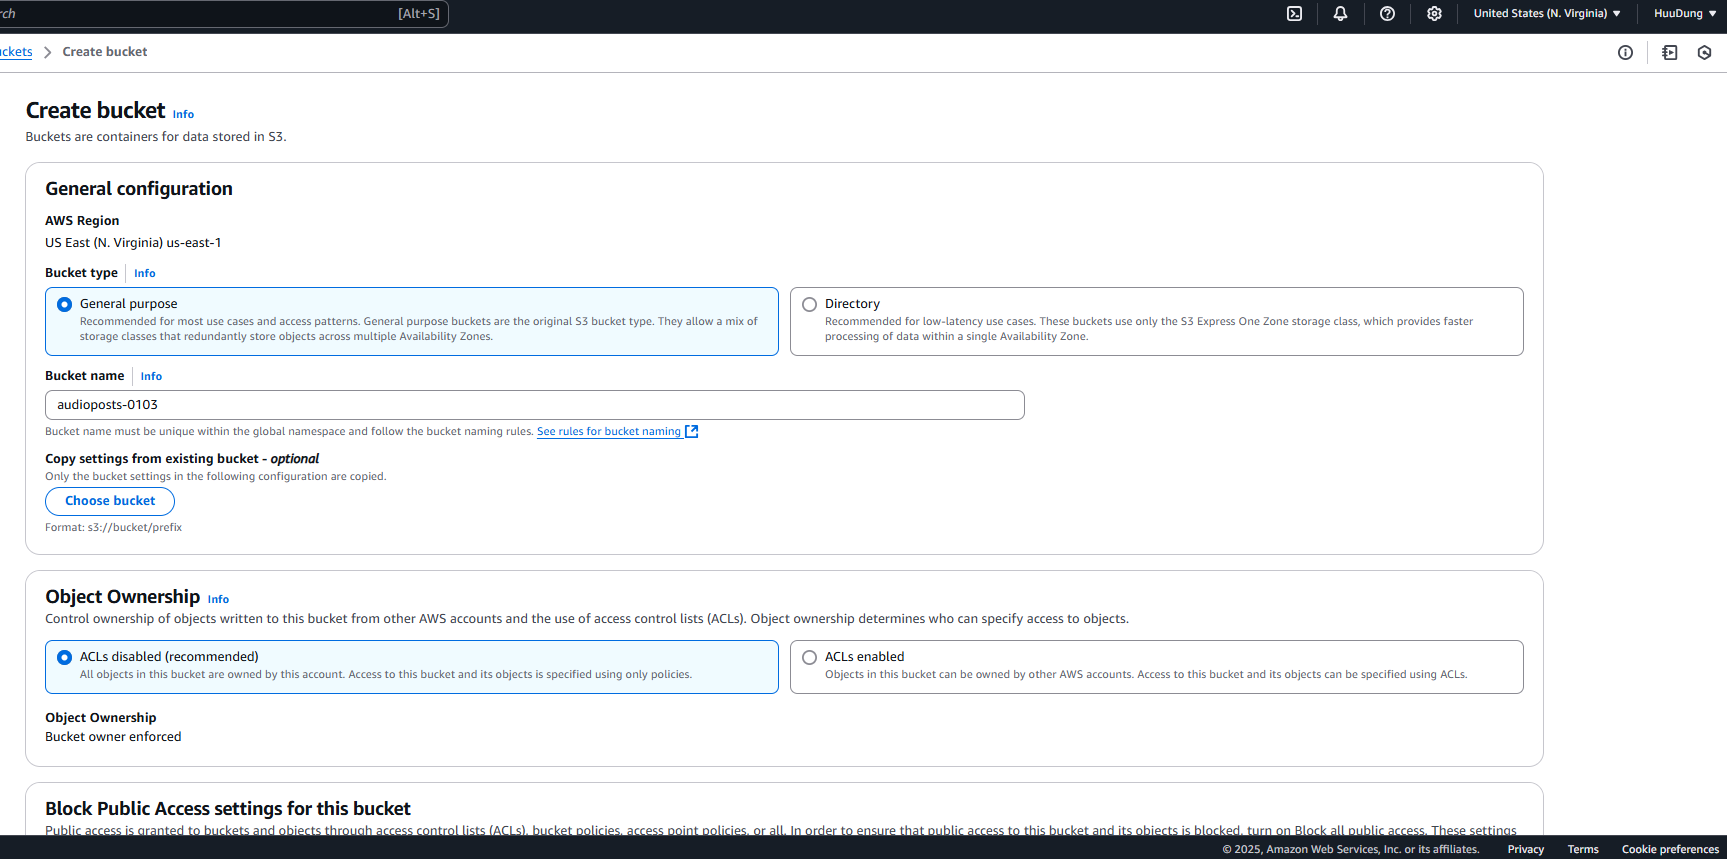 [Alt+S]
United States (N. Virginia)
HuuDung
Create bucket
Create bucket Info
Buckets are containers for data stored in S3.
General configuration
AWS Region
US East (N. Virginia) us-east-1
Bucket type Info
General purpose
Recommended for most use cases and access patterns. General purpose buckets are the original S3 bucket type. They allow a mix of
storage classes that redundantly store objects across multiple Availability Zones.
Directory
Recommended for low-latency use cases. These buckets use only the S3 Express One Zone storage class, which provides faster
processing of data within a single Availability Zone.
Bucket name Info
audioposts-0103
Bucket name must be unique within the global namespace and follow the bucket naming rules. See rules for bucket naming
Copy settings from existing bucket - optional
Only the bucket settings in the following configuration are copied.
Choose bucket
Format: s3://bucket/prefix
Object Ownership Info
Control ownership of objects written to this bucket from other AWS accounts and the use of access control lists (ACLs). Object ownership determines who can specify access to objects.
ACLs disabled (recommended)
All objects in this bucket are owned by this account. Access to this bucket and its objects is specified using only policies.
ACLs enabled
Objects in this bucket can be owned by other AWS accounts. Access to this bucket and its objects can be specified using ACLs.
Object Ownership
Bucket owner enforced
Block Public Access settings for this bucket
Public access is granted to buckets and objects through access control lists (ACLs), bucket policies, access point policies, or all. In order to ensure that public access to this bucket and its objects is blocked, turn on Block all public access. These settings
© 2025, Amazon Web Services, Inc. or its affiliates.
Privacy
Terms
Cookie preferences